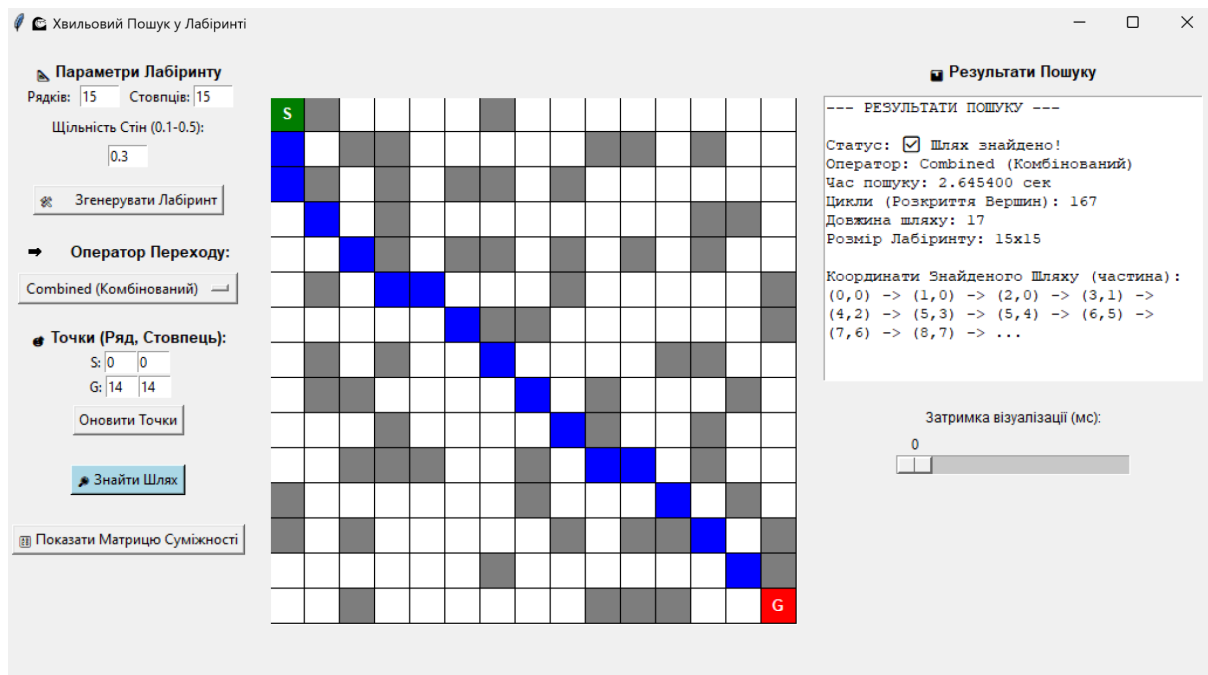 Хвильовий Пошук у Лабіринті
Параметри Лабіринту
Рядків: 15 Стовпців: 15
Щільність Стін (0.1-0.5):
0.3
Згенерувати Лабіринт
Оператор Переходу:
Combined (Комбінований)
Точки (Ряд, Стовпець):
S: 0 0
G: 14 14
Оновити Точки
Знайти Шлях
Показати Матрицю Суміжності
S
G
Результати Пошуку
--- РЕЗУЛЬТАТИ ПОШУКУ ---
Статус: ☑ Шлях знайдено!
Оператор: Combined (Комбінований)
Час пошуку: 2.645400 сек
Цикли (Розкриття Вершин): 167
Довжина шляху: 17
Розмір Лабіринту: 15x15
Координати Знайденого Шляху (частина):
(0,0) -> (1,0) -> (2,0) -> (3,1) ->
(4,2) -> (5,3) -> (5,4) -> (6,5) ->
(7,6) -> (8,7) -> ...
Затримка візуалізації (мс):
0